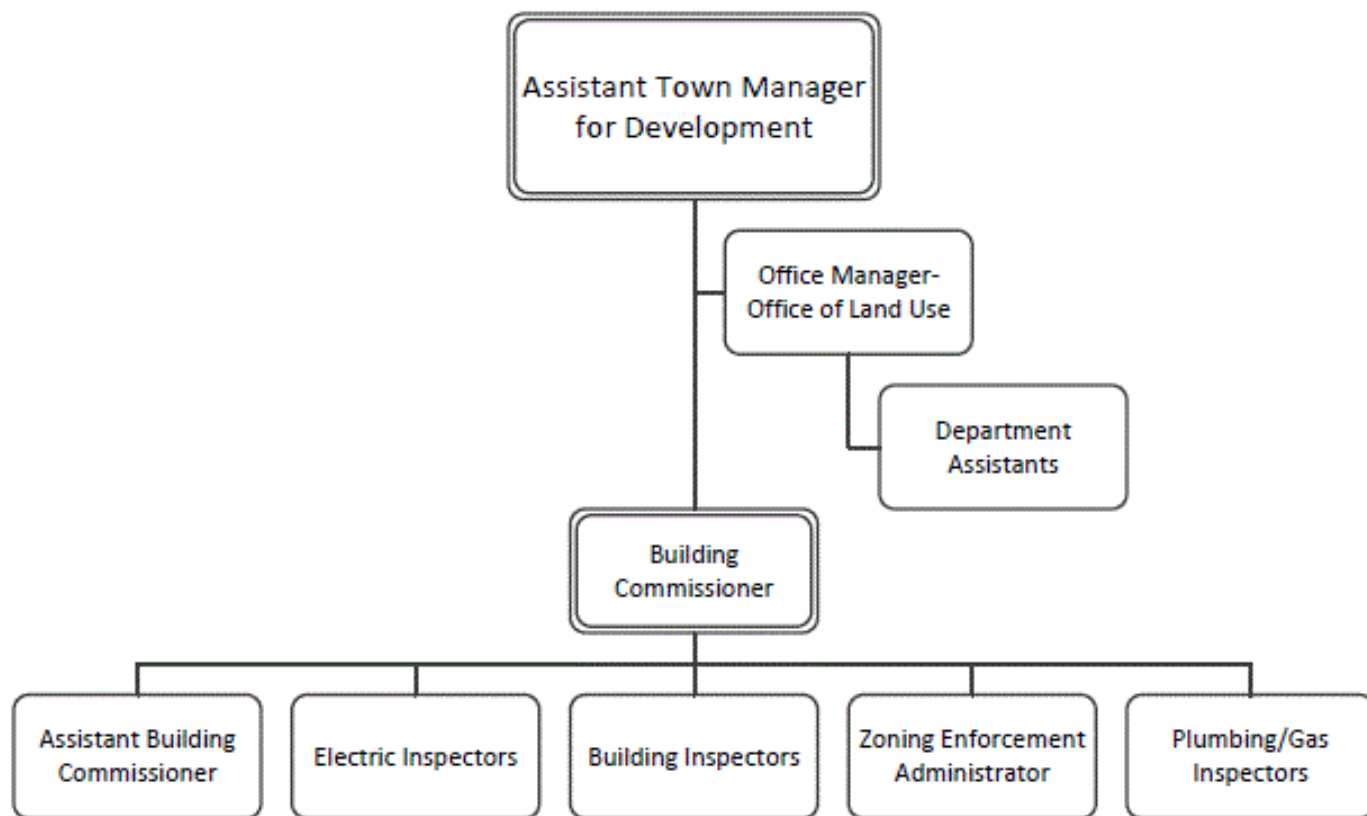 Assistant Town Manager
for Development
Office Manager-
Office of Land Use
Department
Assistants
Building
Commissioner
Assistant Building
Commissioner
Electric Inspectors
Building Inspectors
Zoning Enforcement
Administrator
Plumbing/Gas
Inspectors